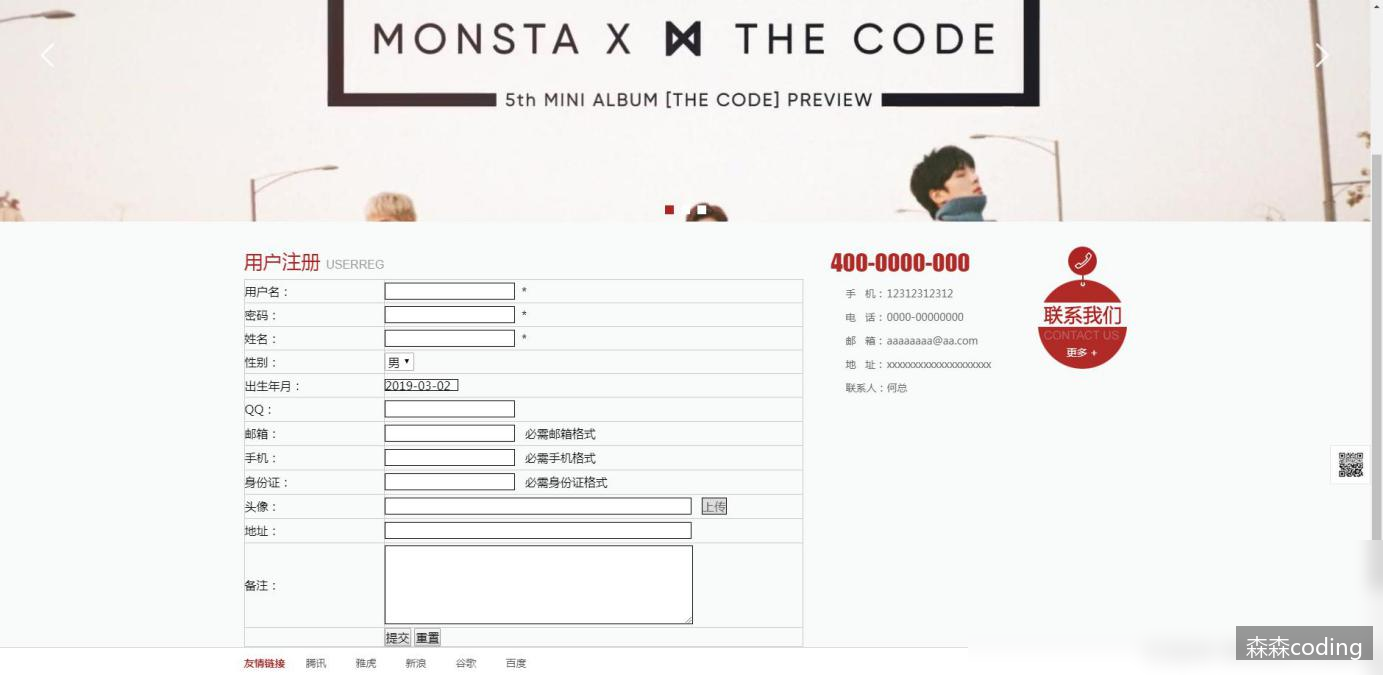 MONSTA X THE CODE
5th MINI ALBUM [THE CODE] PREVIEW
用户注册 USERREG
用户名： *
密码： *
姓名： *
性别： 男
出生年月： 2019-03-02
QQ：
邮箱： 必需邮箱格式
手机： 必需手机格式
身份证： 必需身份证格式
头像： 上传
地址：
备注：
提交 重置
400-0000-000
手 机：12312312312
电 话：0000-00000000
邮 箱：aaaaaaaa@aa.com
地 址：xxxxxxxxxxxxxxxxxxxx
联系人：何总
联系我们
CONTACT US
更多 +
友情链接 腾讯 雅虎 新浪 谷歌 百度
森森coding